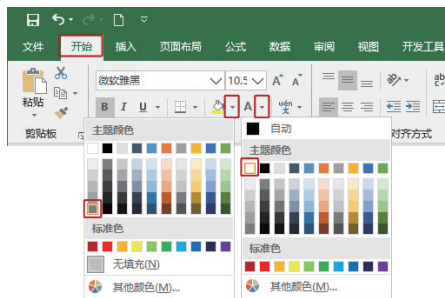 文件 开始 插入 页面布局 公式 数据 审阅 视图 开发工
微软雅黑 10.5 A A
粘贴 B I U A wén 文
剪贴板 对齐方式
主题颜色
标准色
无填充(N)
其他颜色(M)...
自动
主题颜色
标准色
其他颜色(M)...